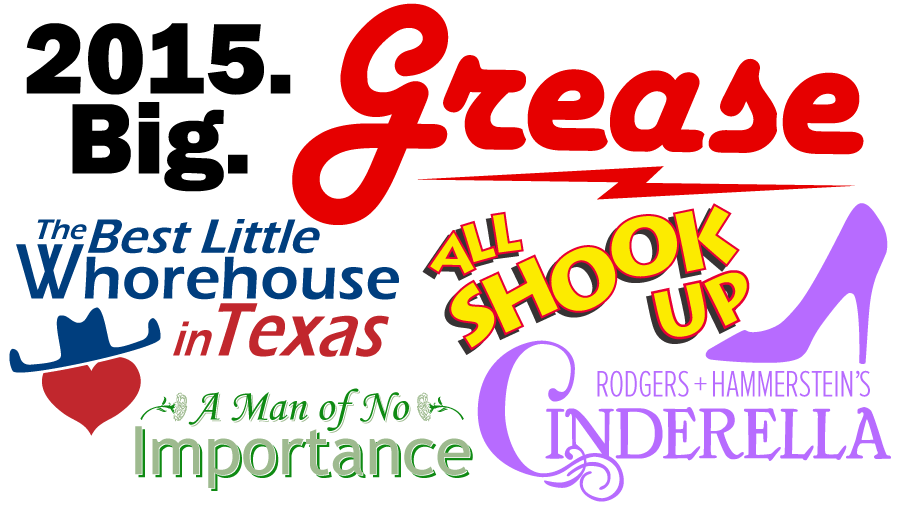 2015.
Big.
Grease
The Best Little
Whorehouse
in Texas
ALL
SHOOK
UP
A Man of No
Importance
RODGERS + HAMMERSTEIN'S
CINDERELLA